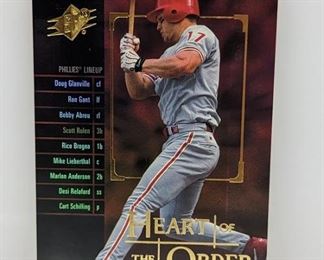 SPX
PHILLIES' LINEUP
Doug Glanville cf
Ron Gant lf
Bobby Abreu rf
Scott Rolen 3b
Rico Brogna 1b
Mike Lieberthal c
Marlon Anderson 2b
Desi Relaford ss
Curt Schilling p
17
HEART OF
THE ORDER